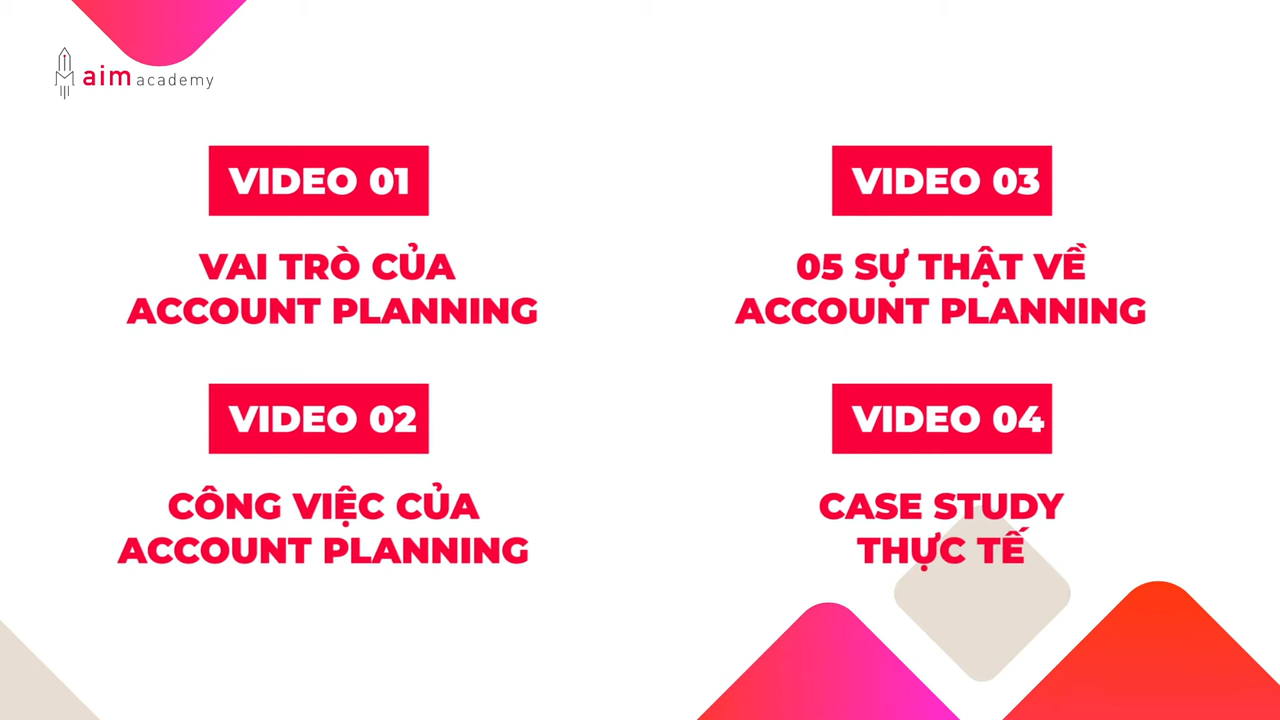 aim academy
VIDEO 01
VAI TRÒ CỦA
ACCOUNT PLANNING
VIDEO 02
CÔNG VIỆC CỦA
ACCOUNT PLANNING
VIDEO 03
05 SỰ THẬT VỀ
ACCOUNT PLANNING
VIDEO 04
CASE STUDY
THỰC TẾ